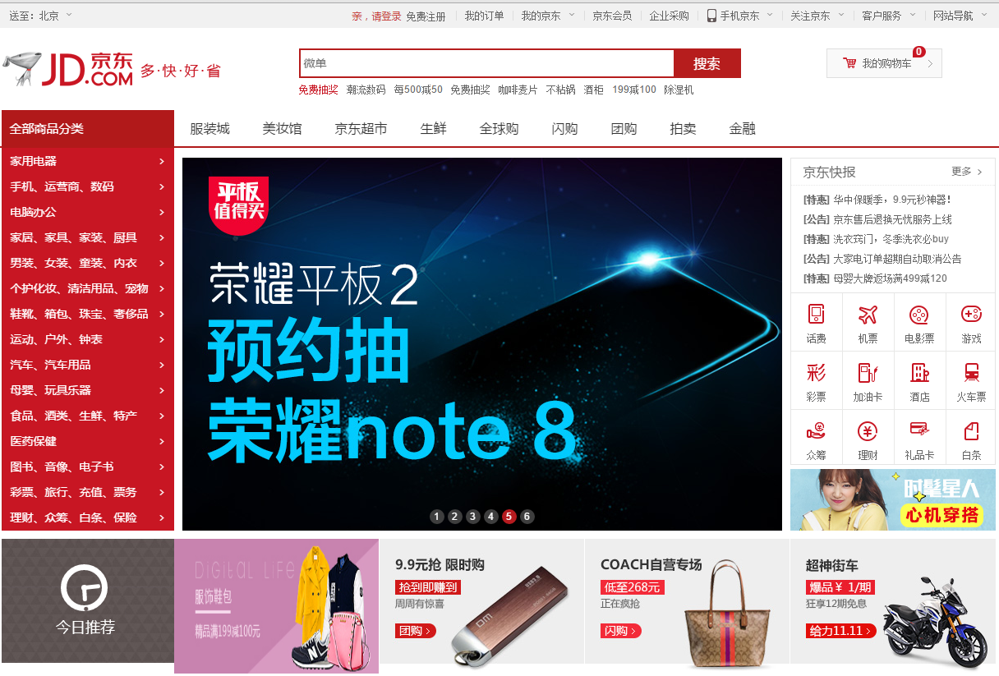 送至：北京
亲，请登录 免费注册
我的订单
我的京东
京东会员
企业采购
手机京东
关注京东
客户服务
网站导航
JD.京东
.COM
多·快·好·省
微单
搜索
0
我的购物车
免费抽奖 潮流数码 每500减50 免费抽奖 咖啡麦片 不粘锅 酒柜 199减100 除湿机
全部商品分类
服装城 美妆馆 京东超市 生鲜 全球购 闪购 团购 拍卖 金融
家用电器
手机、运营商、数码
电脑办公
家居、家具、家装、厨具
男装、女装、童装、内衣
个护化妆、清洁用品、宠物
鞋靴、箱包、珠宝、奢侈品
运动、户外、钟表
汽车、汽车用品
母婴、玩具乐器
食品、酒类、生鲜、特产
医药保健
图书、音像、电子书
彩票、旅行、充值、票务
理财、众筹、白条、保险
平板
值得买
荣耀平板2
预约抽
荣耀note 8
1 2 3 4 5 6
京东快报
更多
[特惠] 华中保暖季，9.9元秒神器！
[公告] 京东售后退换无忧服务上线
[特惠] 洗衣窍门，冬季洗衣必buy
[公告] 大家电订单超期自动取消公告
[特惠] 母婴大牌返场满499减120
话费 机票 电影票 游戏
彩
彩票 加油卡 酒店 火车票
众筹 理财 礼品卡 白条
时髦星人
心机穿搭
今日推荐
DIGITAL LIFE
服饰鞋包
精品满199减100元
9.9元抢 限时购
抢到即赚到
周周有惊喜
团购
DM
COACH自营专场
低至268元
正在疯抢
闪购
超神街车
爆品￥ 1/期
狂享12期免息
给力11.11